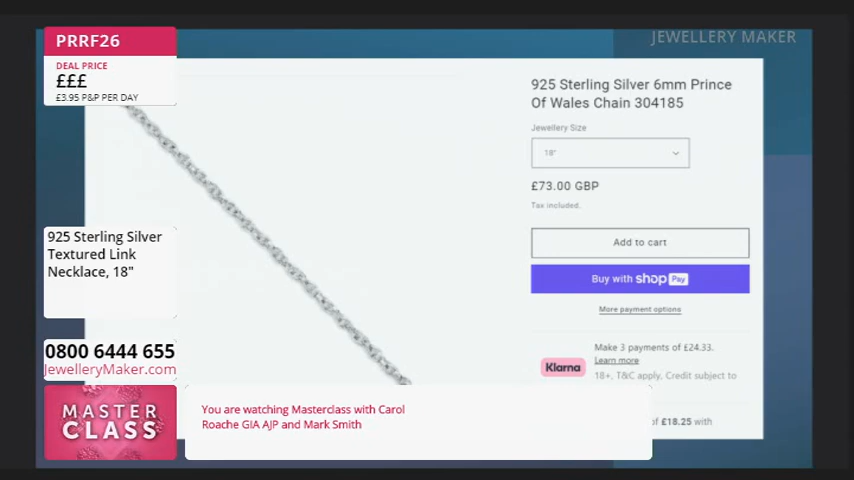 PRRF26
DEAL PRICE
£££
£3.95 P&P PER DAY
JEWELLERY MAKER
925 Sterling Silver 6mm Prince
Of Wales Chain 304185
Jewellery Size
18"
£73.00 GBP
Tax included.
Add to cart
Buy with shop Pay
More payment options
Klarna
Make 3 payments of £24.33.
Learn more
18+, T&C apply, Credit subject to
of £18.25 with
925 Sterling Silver
Textured Link
Necklace, 18"
0800 6444 655
JewelleryMaker.com
MASTER
CLASS
You are watching Masterclass with Carol
Roache GIA AJP and Mark Smith